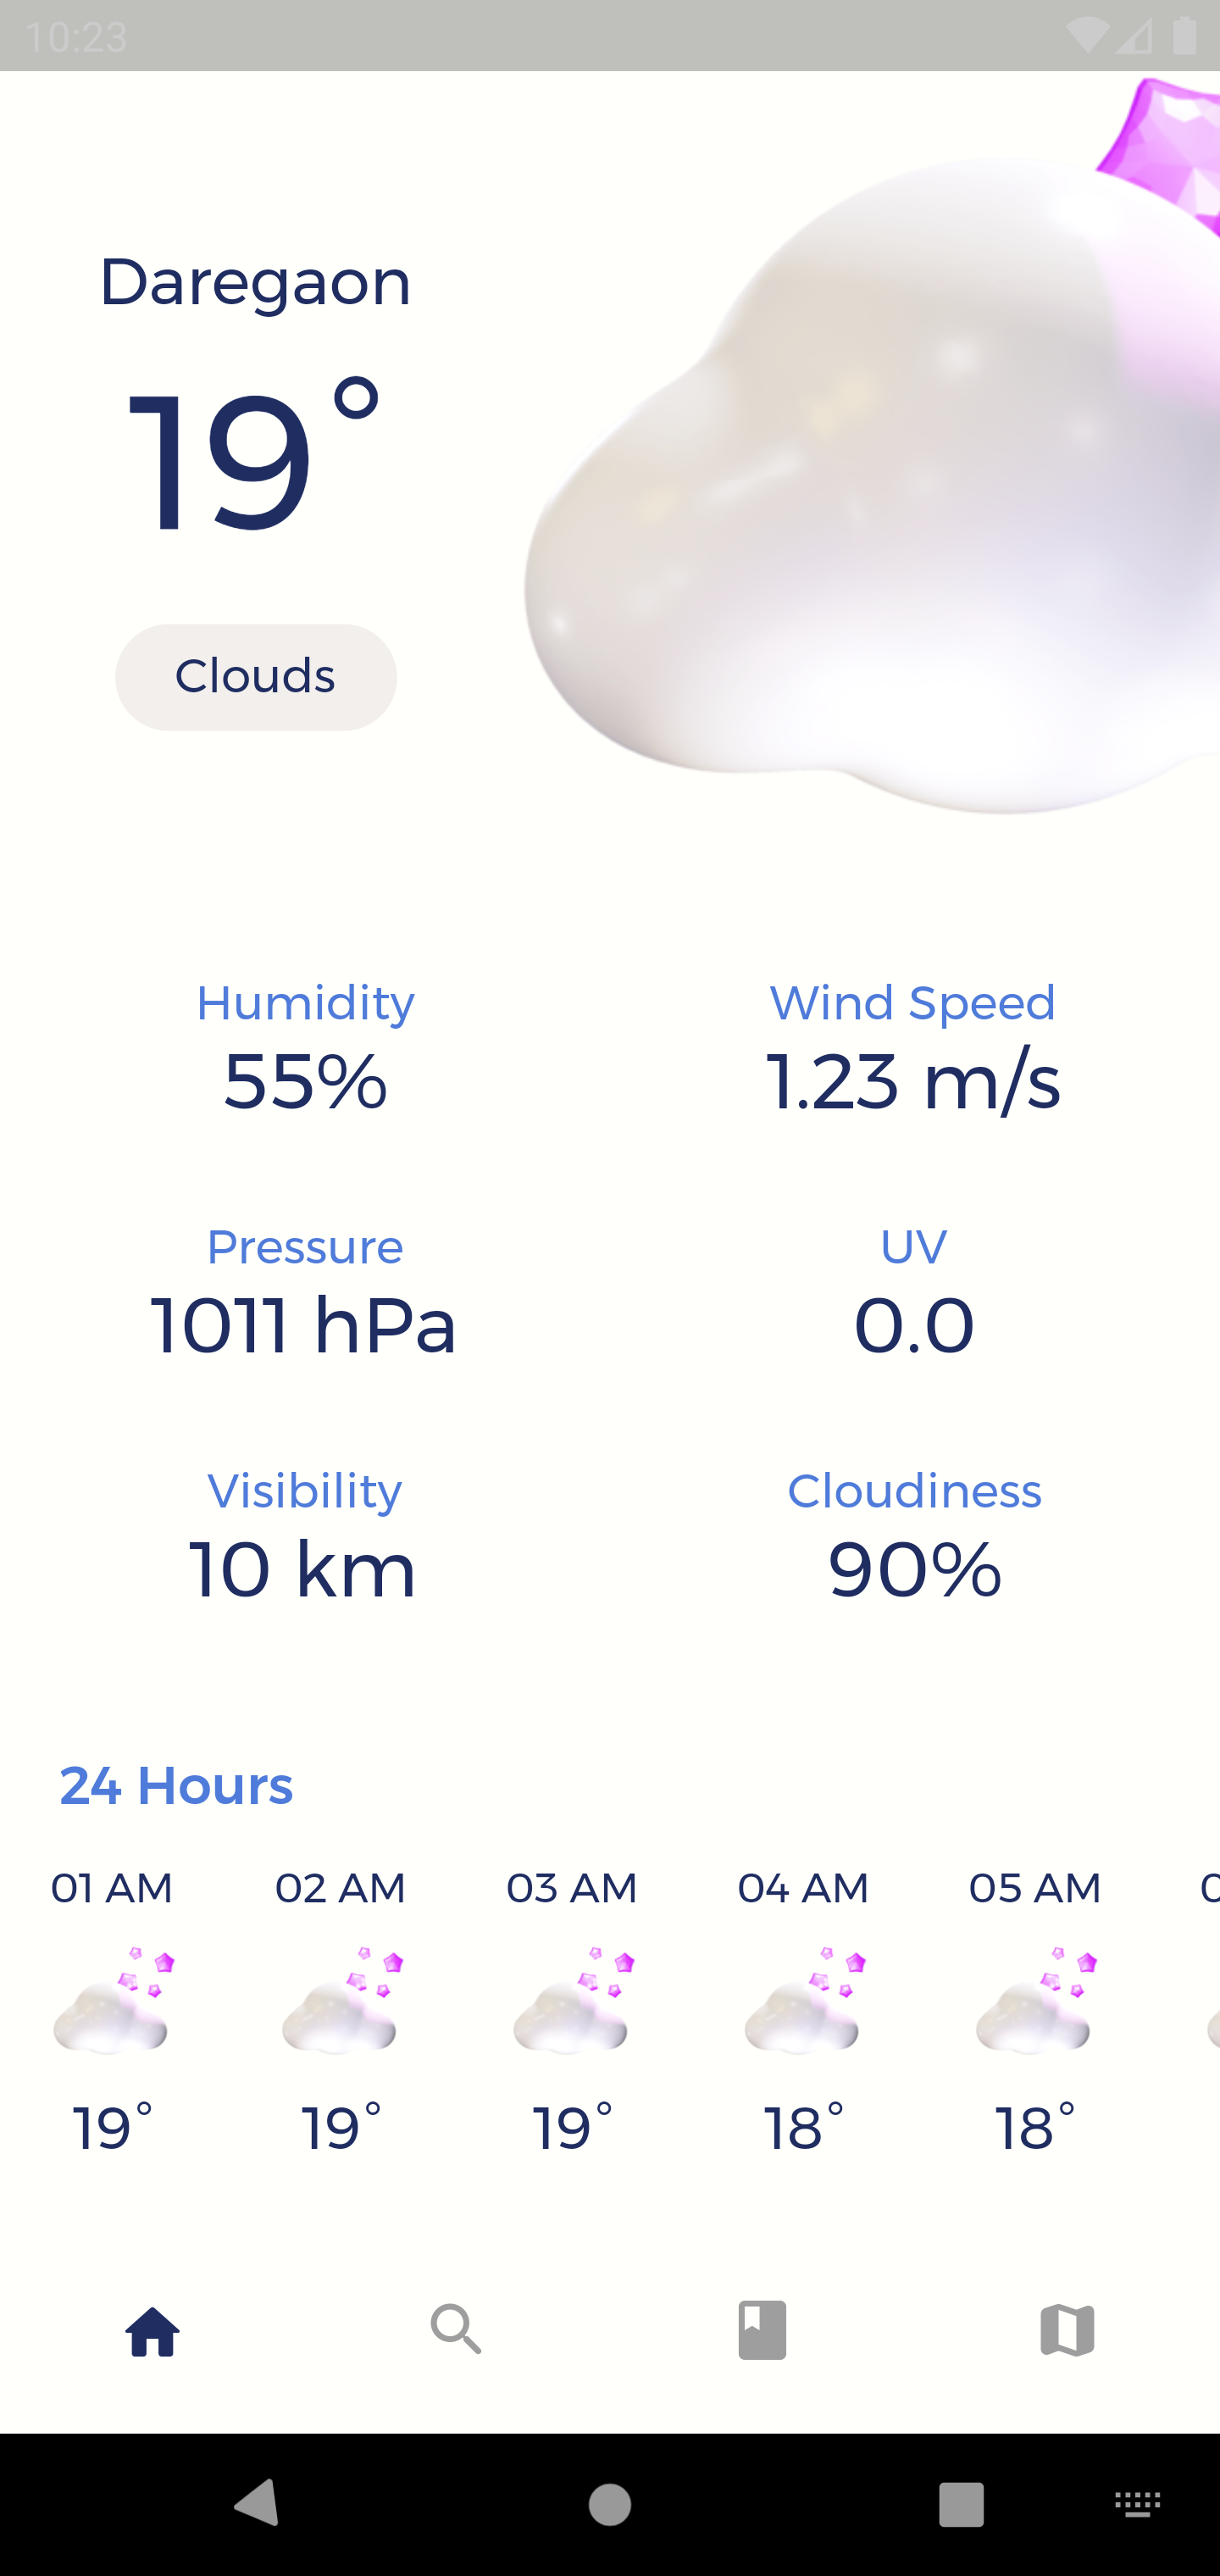 10:23
Daregaon
19°
Clouds
Humidity
55%
Wind Speed
1.23 m/s
Pressure
1011 hPa
UV
0.0
Visibility
10 km
Cloudiness
90%
24 Hours
01 AM
02 AM
03 AM
04 AM
05 AM
19°
19°
19°
18°
18°